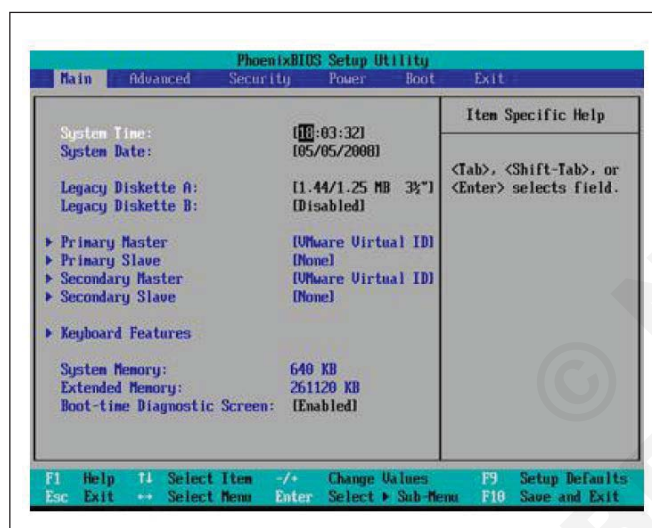 PhoenixBIOS Setup Utility
Main Advanced Security Power Boot Exit
Item Specific Help
System Time: [18:03:32]
System Date: [05/05/2008]
<Tab>, <Shift-Tab>, or
<Enter> selects field.
Legacy Diskette A: [1.44/1.25 MB 3½"]
Legacy Diskette B: [Disabled]
▶ Primary Master [VMware Virtual ID]
▶ Primary Slave [None]
▶ Secondary Master [VMware Virtual ID]
▶ Secondary Slave [None]
▶ Keyboard Features
System Memory: 640 KB
Extended Memory: 261120 KB
Boot-time Diagnostic Screen: [Enabled]
F1 Help ↑↓ Select Item -/+ Change Values F9 Setup Defaults
Esc Exit ↔ Select Menu Enter Select ▶ Sub-Menu F10 Save and Exit
©